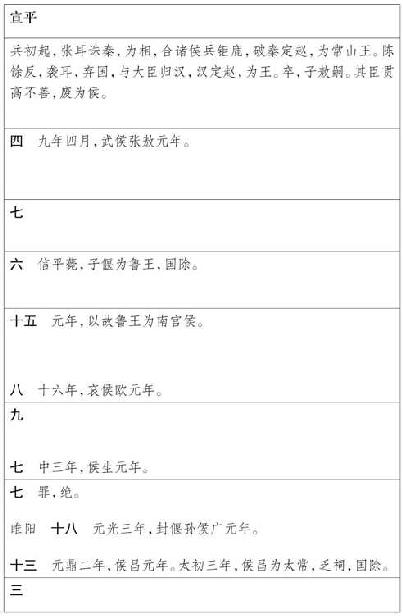 宣平
兵初起，张耳诛秦，为相，合诸侯兵钜鹿，破秦定赵，为常山王。陈
馀反，袭耳，弃国，与大臣归汉，汉定赵，为王。卒，子敖嗣。其臣贯
高不善，废为侯。
四　九年四月，武侯张敖元年。
七
六　信平薨，子偃为鲁王，国除。
十五　元年，以故鲁王为南宫侯。
八　十六年，哀侯欧元年。
九
七　中三年，侯生元年。
七　罪，绝。
睢阳　十八　元光三年，封偃孙侯广元年。
十三　元鼎二年，侯昌元年。太初三年，侯昌为太常，乏祠，国除。
三